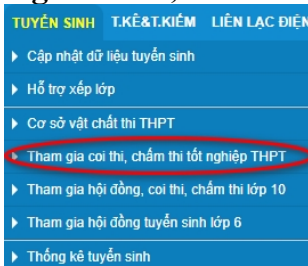 TUYỂN SINH T.KÊ&T.KIẾM LIÊN LẠC ĐIỆN
Cập nhật dữ liệu tuyển sinh
Hỗ trợ xếp lớp
Cơ sở vật chất thi THPT
Tham gia coi thi, chấm thi tốt nghiệp THPT
Tham gia hội đồng, coi thi, chấm thi lớp 10
Tham gia hội đồng tuyển sinh lớp 6
Thống kê tuyển sinh